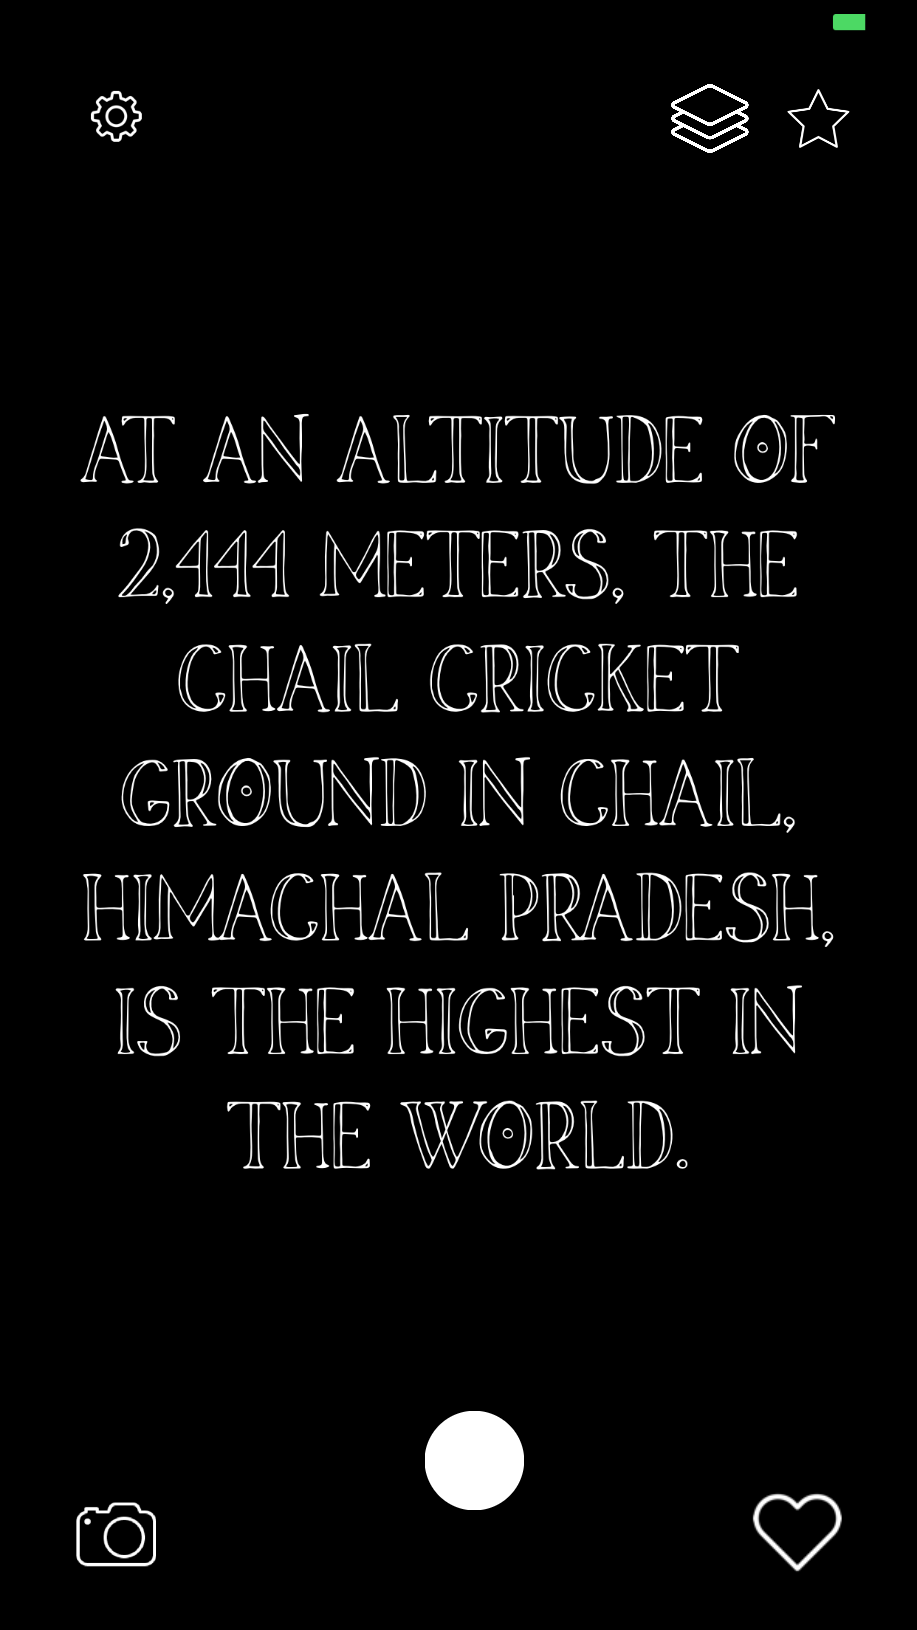 AT AN ALTITUDE OF
2,444 METERS, THE
CHAIL CRICKET
GROUND IN CHAIL,
HIMACHAL PRADESH,
IS THE HIGHEST IN
THE WORLD.